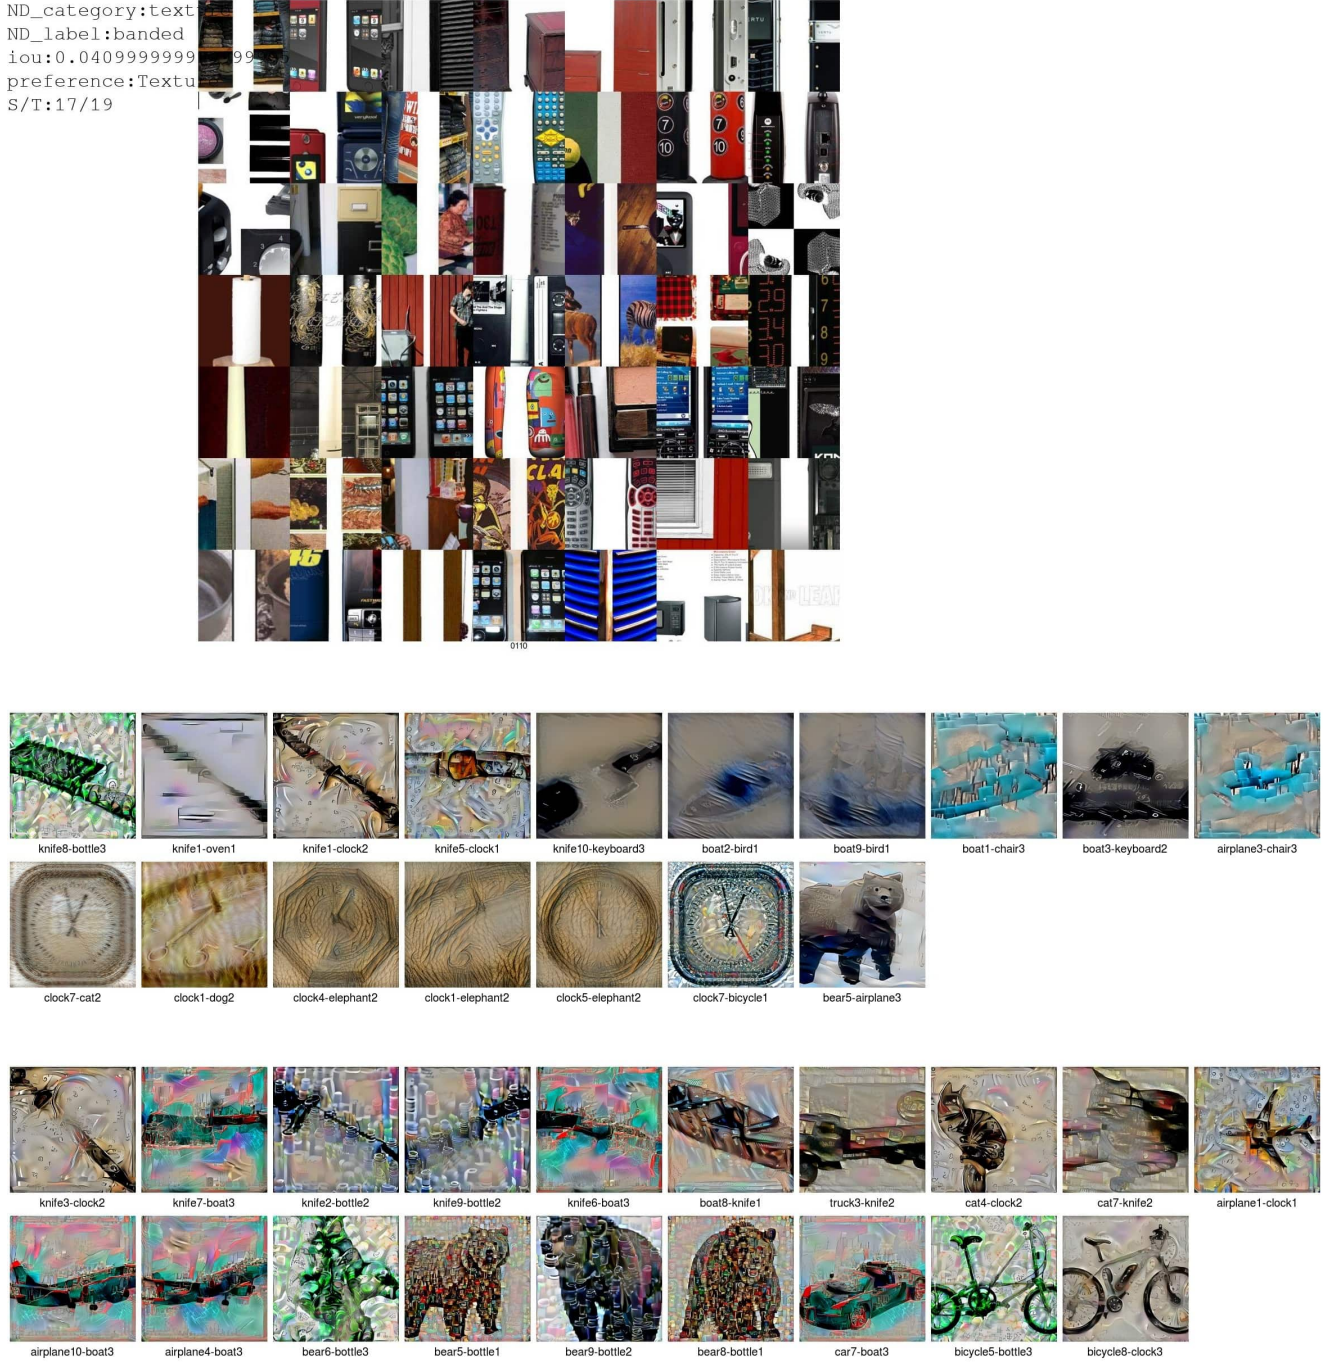 ND_category:text
ND_label:banded
iou:0.0409999999
preference:Textu
S/T:17/19
0110
knife8-bottle3 knife1-oven1 knife1-clock2 knife5-clock1 knife10-keyboard3 boat2-bird1 boat9-bird1 boat1-chair3 boat3-keyboard2 airplane3-chair3
clock7-cat2 clock1-dog2 clock4-elephant2 clock1-elephant2 clock5-elephant2 clock7-bicycle1 bear5-airplane3
knife3-clock2 knife7-boat3 knife2-bottle2 knife9-bottle2 knife6-boat3 boat8-knife1 truck3-knife2 cat4-clock2 cat7-knife2 airplane1-clock1
airplane10-boat3 airplane4-boat3 bear6-bottle3 bear5-bottle1 bear9-bottle2 bear8-bottle1 car7-boat3 bicycle5-bottle3 bicycle8-clock3